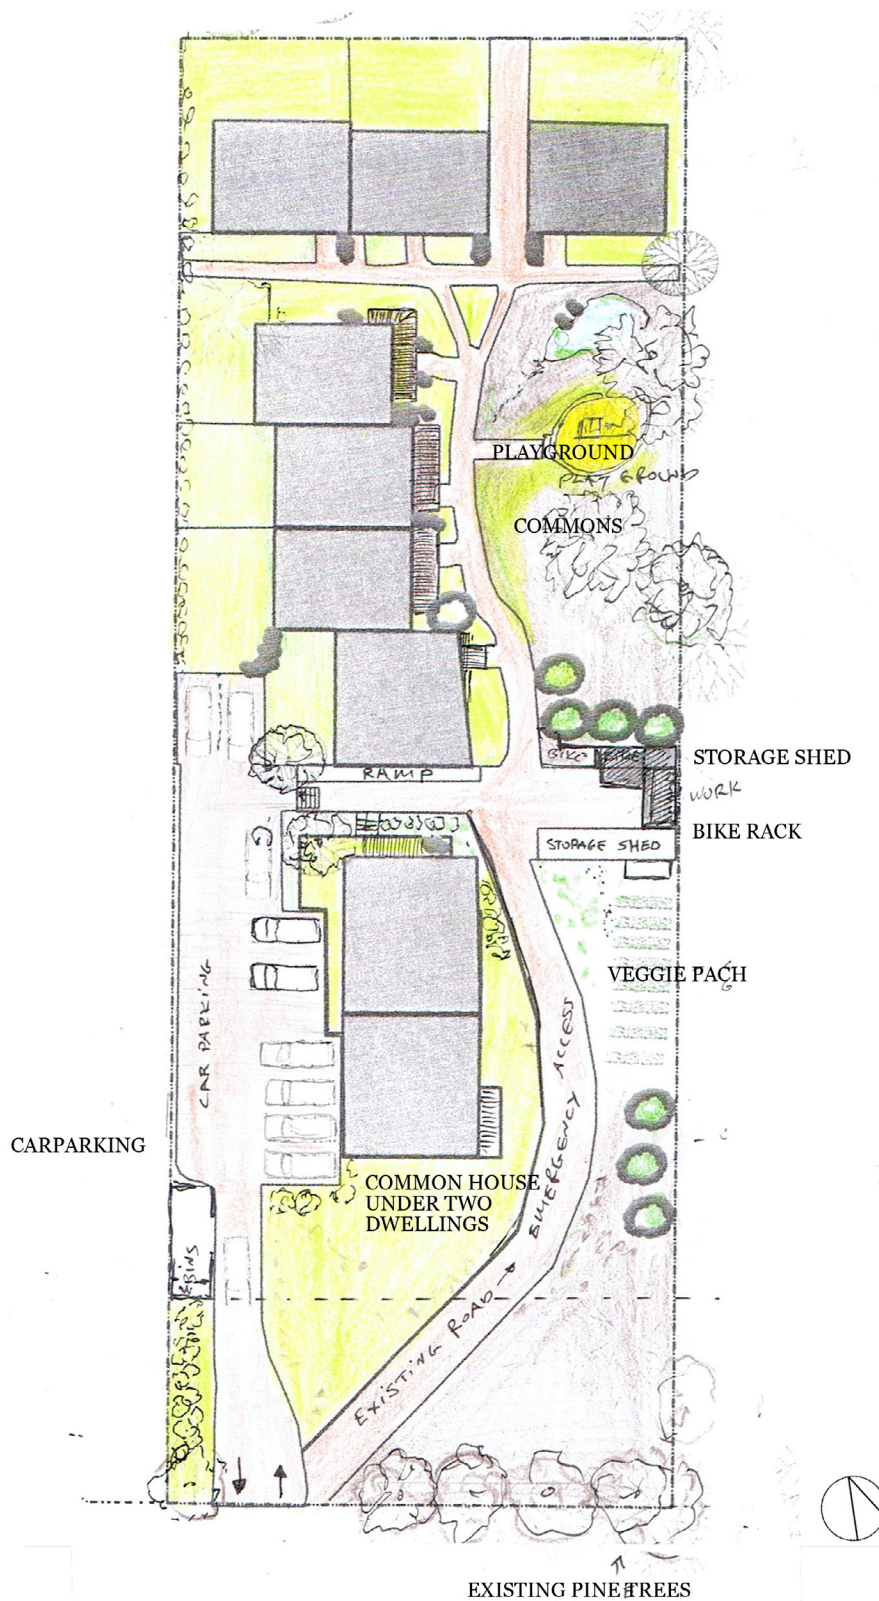 PLAYGROUND
PLAY GROUND
COMMONS
BIKE
STORAGE SHED
RAMP
WORK
BIKE RACK
STORAGE SHED
VEGGIE PACH
CAR PARKING
EMERGENCY ACCESS
CARPARKING
COMMON HOUSE
UNDER TWO
DWELLINGS
BINS
EXISTING ROAD →
EXISTING PINE TREES